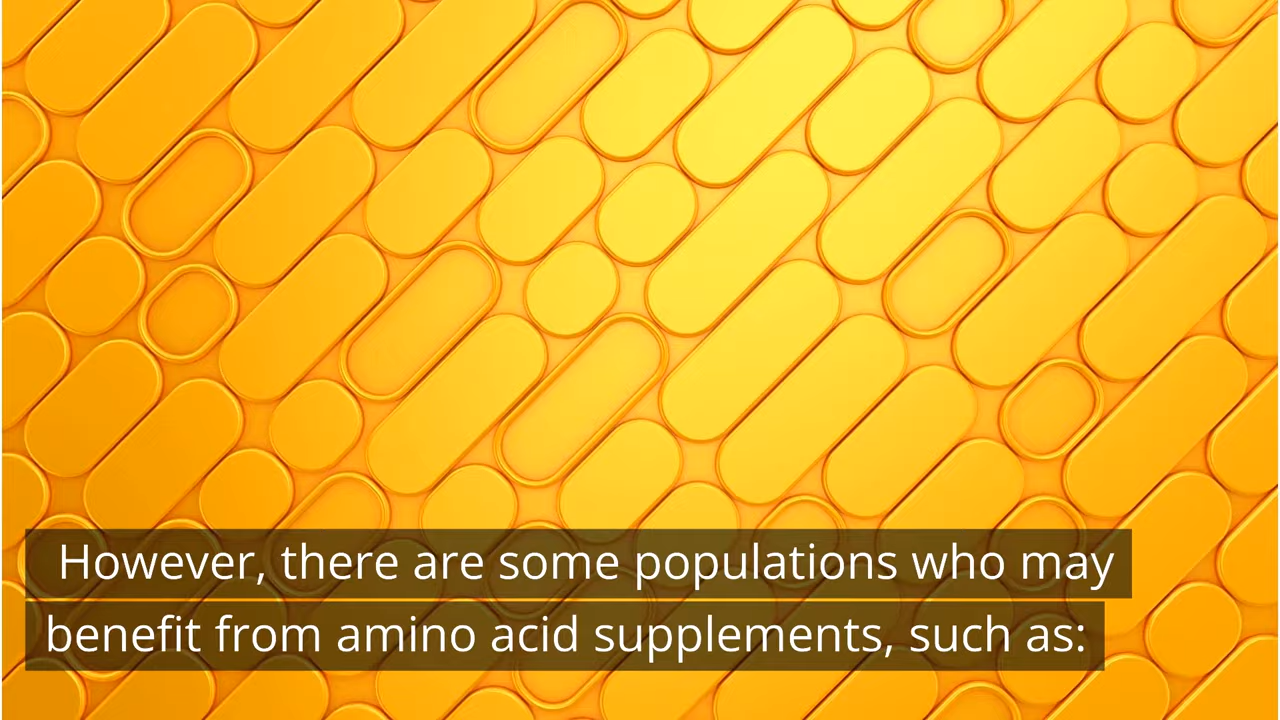 However, there are some populations who may
benefit from amino acid supplements, such as: